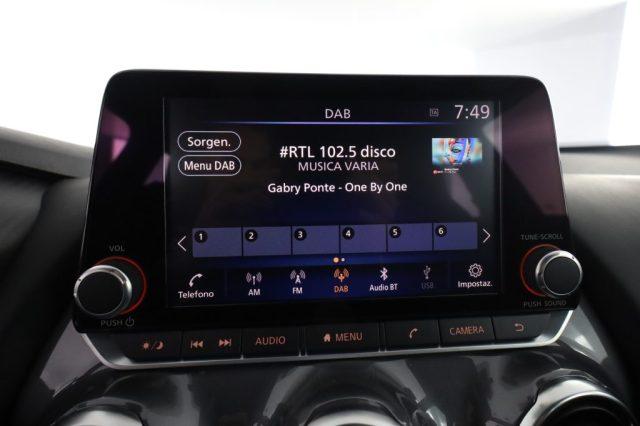 DAB
7:49
Sorgen.
#RTL 102.5 disco
Menu DAB
MUSICA VARIA
Gabry Ponte - One By One
1 2 3 4 5 6
VOL
TUNE-SCROLL
Telefono AM FM DAB Audio BT USB Impostaz.
PUSH
PUSH SOUND
AUDIO MENU CAMERA